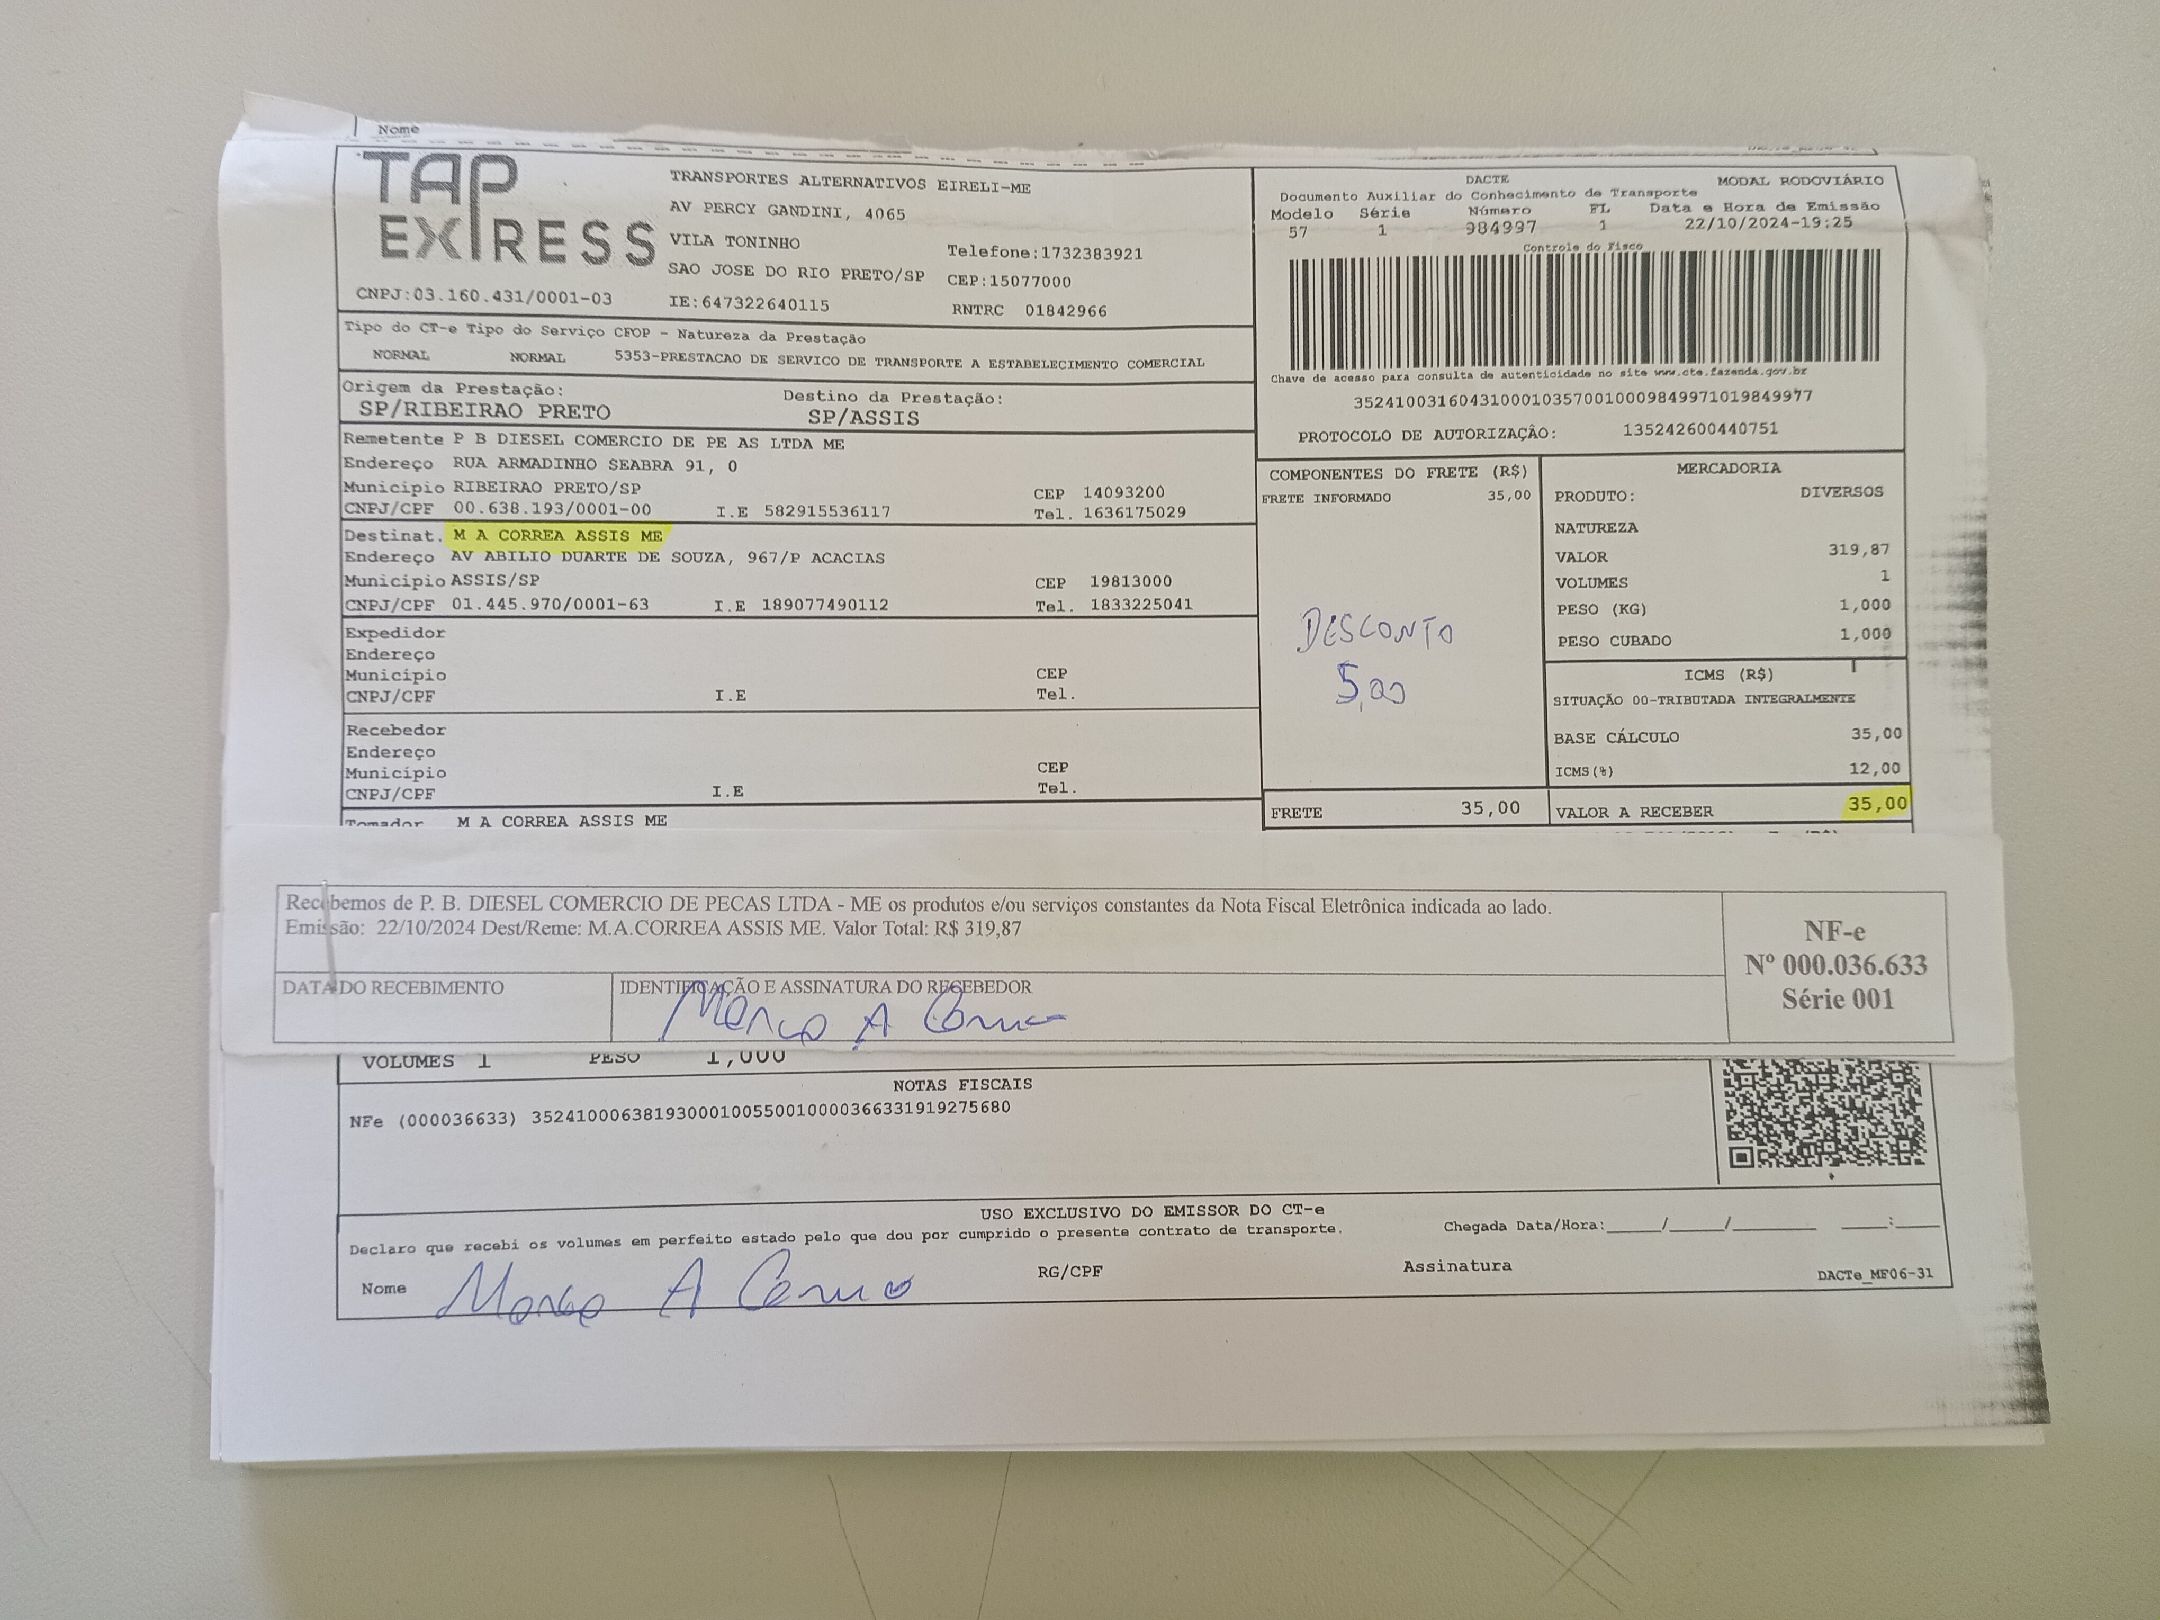 Nome
TAP EXPRESS
TRANSPORTES ALTERNATIVOS EIRELI-ME
AV PERCY GANDINI, 4065
VILA TONINHO
Telefone:1732383921
SAO JOSE DO RIO PRETO/SP CEP:15077000
CNPJ:03.160.431/0001-03 IE:647322640115 RNTRC 01842966
DACTE MODAL RODOVIÁRIO
Documento Auxiliar do Conhecimento de Transporte
Modelo Série Número FL Data e Hora de Emissão
57 1 984997 1 22/10/2024-19:25
Controle do Fisco
Chave de acesso para consulta de autenticidade no site www.cte.fazenda.gov.br
35241003160431000103570010009849971019849977
PROTOCOLO DE AUTORIZAÇÃO: 135242600440751
Tipo do CT-e Tipo do Serviço CFOP - Natureza da Prestação
NORMAL NORMAL 5353-PRESTACAO DE SERVICO DE TRANSPORTE A ESTABELECIMENTO COMERCIAL
Origem da Prestação: Destino da Prestação:
SP/RIBEIRAO PRETO SP/ASSIS
Remetente P B DIESEL COMERCIO DE PE AS LTDA ME
Endereço RUA ARMADINHO SEABRA 91, 0
Município RIBEIRAO PRETO/SP CEP 14093200
CNPJ/CPF 00.638.193/0001-00 I.E 582915536117 Tel. 1636175029
Destinat. M A CORREA ASSIS ME
Endereço AV ABILIO DUARTE DE SOUZA, 967/P ACACIAS
Município ASSIS/SP CEP 19813000
CNPJ/CPF 01.445.970/0001-63 I.E 189077490112 Tel. 1833225041
Expedidor
Endereço
Município CEP
CNPJ/CPF I.E Tel.
Recebedor
Endereço
Município CEP
CNPJ/CPF I.E Tel.
Tomador M A CORREA ASSIS ME
COMPONENTES DO FRETE (R$)
FRETE INFORMADO 35,00
DESCONTO
5,00
FRETE 35,00
MERCADORIA
PRODUTO: DIVERSOS
NATUREZA
VALOR 319,87
VOLUMES 1
PESO (KG) 1,000
PESO CUBADO 1,000
ICMS (R$)
SITUAÇÃO 00-TRIBUTADA INTEGRALMENTE
BASE CÁLCULO 35,00
ICMS(%) 12,00
VALOR A RECEBER 35,00
Recebemos de P. B. DIESEL COMERCIO DE PECAS LTDA - ME os produtos e/ou serviços constantes da Nota Fiscal Eletrônica indicada ao lado.
Emissão: 22/10/2024 Dest/Reme: M.A.CORREA ASSIS ME. Valor Total: R$ 319,87
DATA DO RECEBIMENTO IDENTIFICAÇÃO E ASSINATURA DO RECEBEDOR
Marco A
NF-e
Nº 000.036.633
Série 001
VOLUMES 1 PESO 1,000
NOTAS FISCAIS
NFe (000036633) 35241000638193000100550010000366331919275680
USO EXCLUSIVO DO EMISSOR DO CT-e
Declaro que recebi os volumes em perfeito estado pelo que dou por cumprido o presente contrato de transporte.
Chegada Data/Hora:_____/_____/_______ ____:____
Nome Marco A
RG/CPF
Assinatura
DACTe_MF06-31